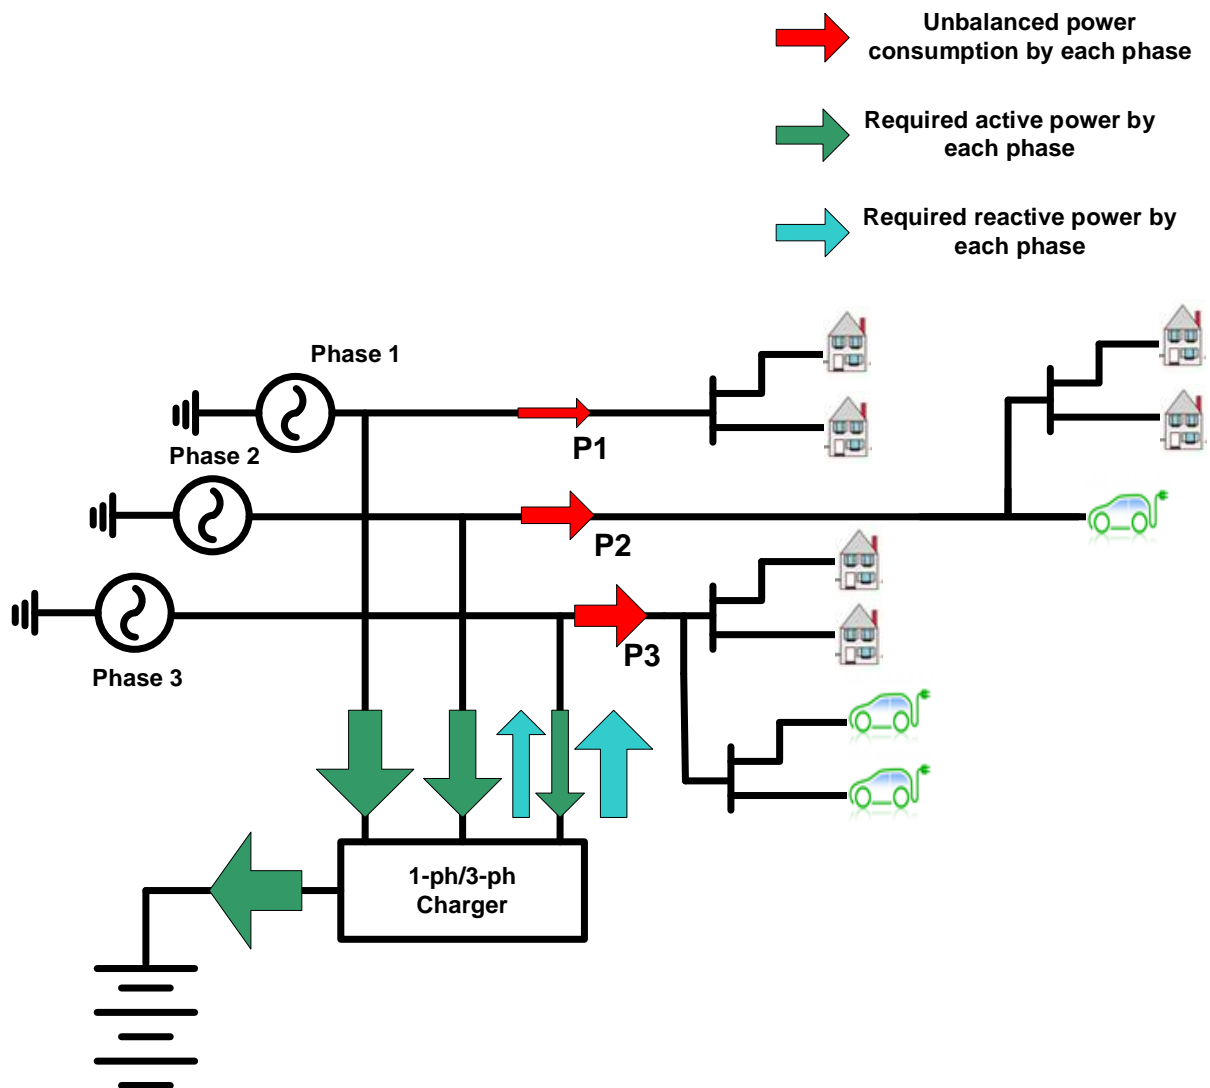 Unbalanced power
consumption by each phase
Required active power by
each phase
Required reactive power by
each phase
Phase 1
P1
Phase 2
P2
Phase 3
P3
1-ph/3-ph
Charger